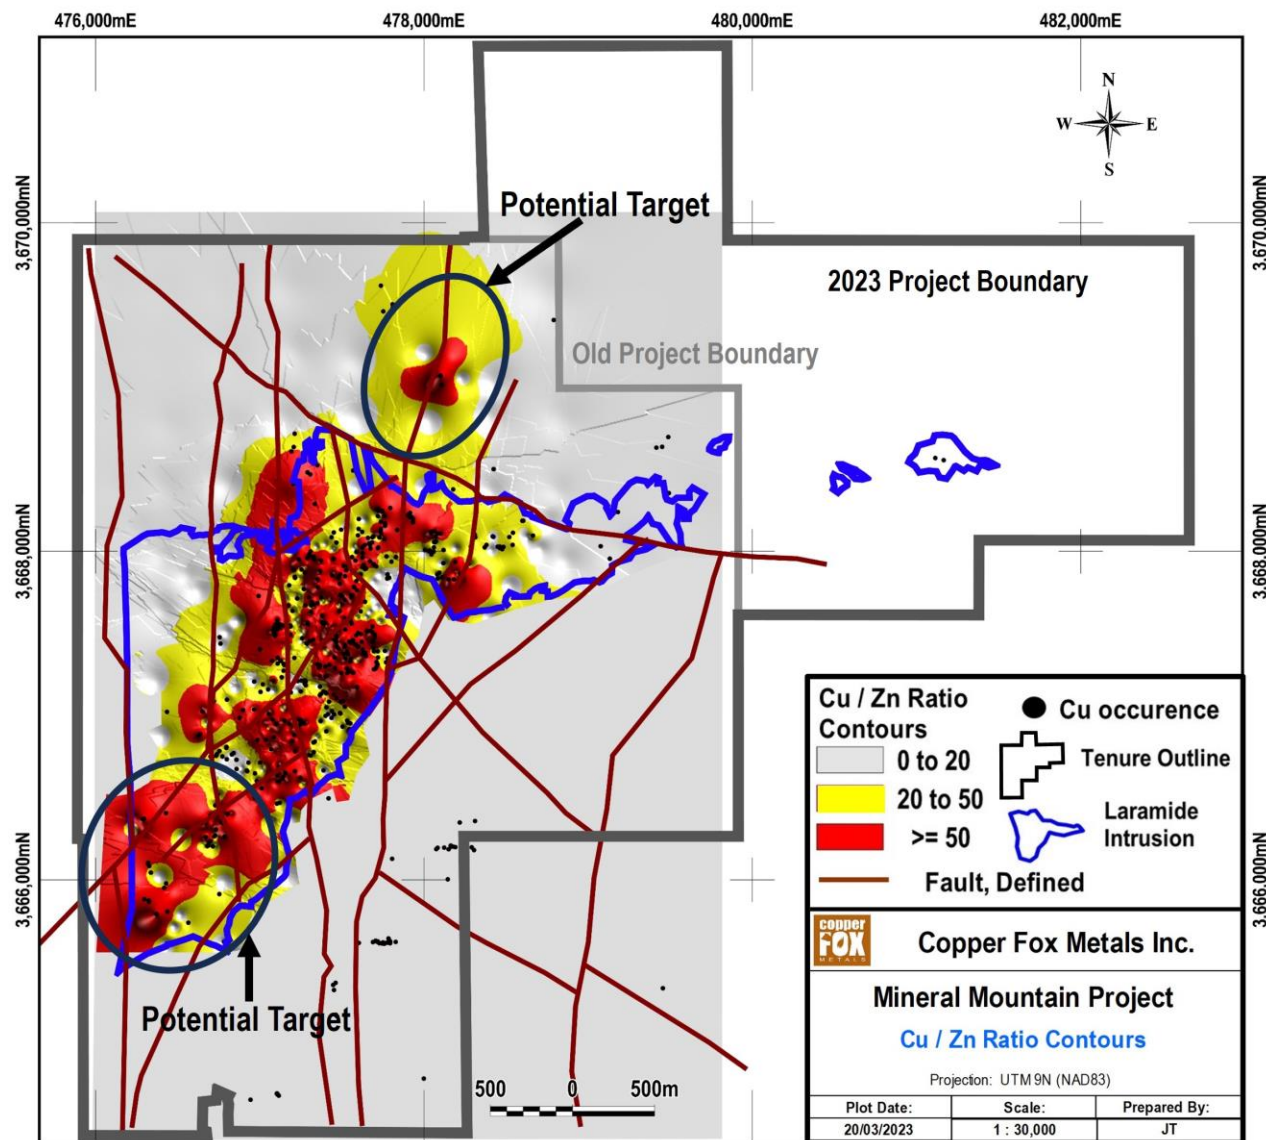 476,000mE
478,000mE
480,000mE
482,000mE
N
W
E
S
3,670,000mN
3,670,000mN
Potential Target
2023 Project Boundary
Old Project Boundary
3,668,000mN
3,668,000mN
Cu / Zn Ratio
Contours
0 to 20
20 to 50
>= 50
Fault, Defined
Cu occurence
Tenure Outline
Laramide
Intrusion
3,666,000mN
3,666,000mN
copper
FOX
METALS
Copper Fox Metals Inc.
Mineral Mountain Project
Cu / Zn Ratio Contours
Projection: UTM 9N (NAD83)
Plot Date:
Scale:
Prepared By:
20/03/2023
1 : 30,000
JT
Potential Target
500
0
500m